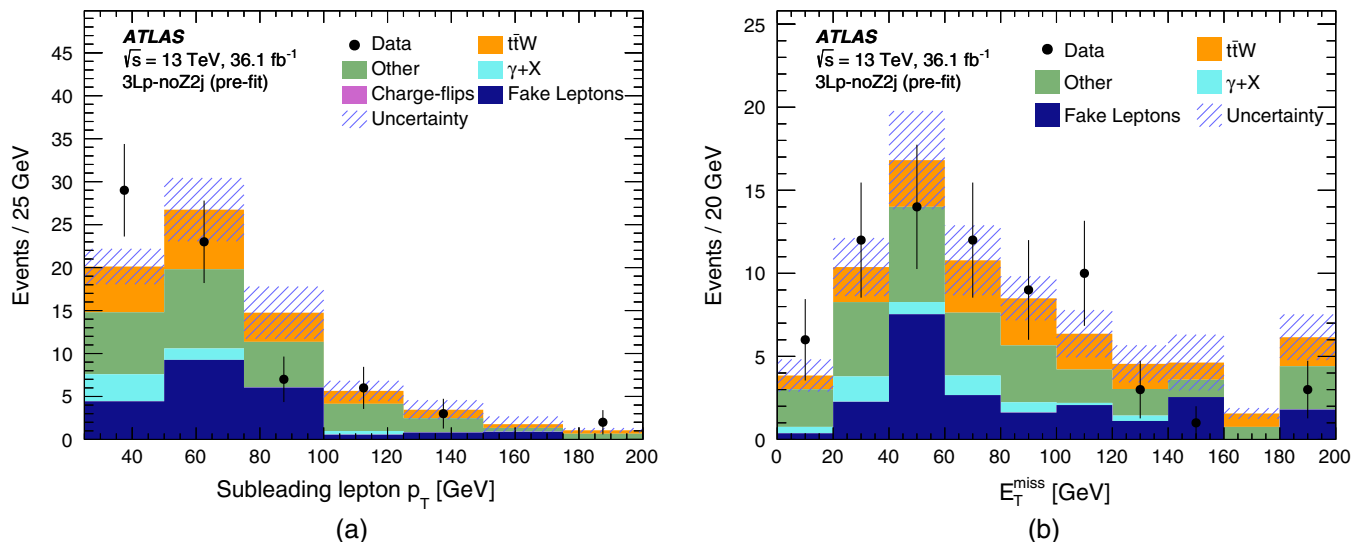 ATLAS
√s = 13 TeV, 36.1 fb⁻¹
3Lp-noZ2j (pre-fit)
Data
tt̄W
Other
γ+X
Charge-flips
Fake Leptons
Uncertainty
Events / 25 GeV
45
40
35
30
25
20
15
10
5
0
40 60 80 100 120 140 160 180 200
Subleading lepton p_T [GeV]
(a)
ATLAS
√s = 13 TeV, 36.1 fb⁻¹
3Lp-noZ2j (pre-fit)
Data
tt̄W
Other
γ+X
Fake Leptons
Uncertainty
Events / 20 GeV
25
20
15
10
5
0
0 20 40 60 80 100 120 140 160 180 200
E_T^miss [GeV]
(b)